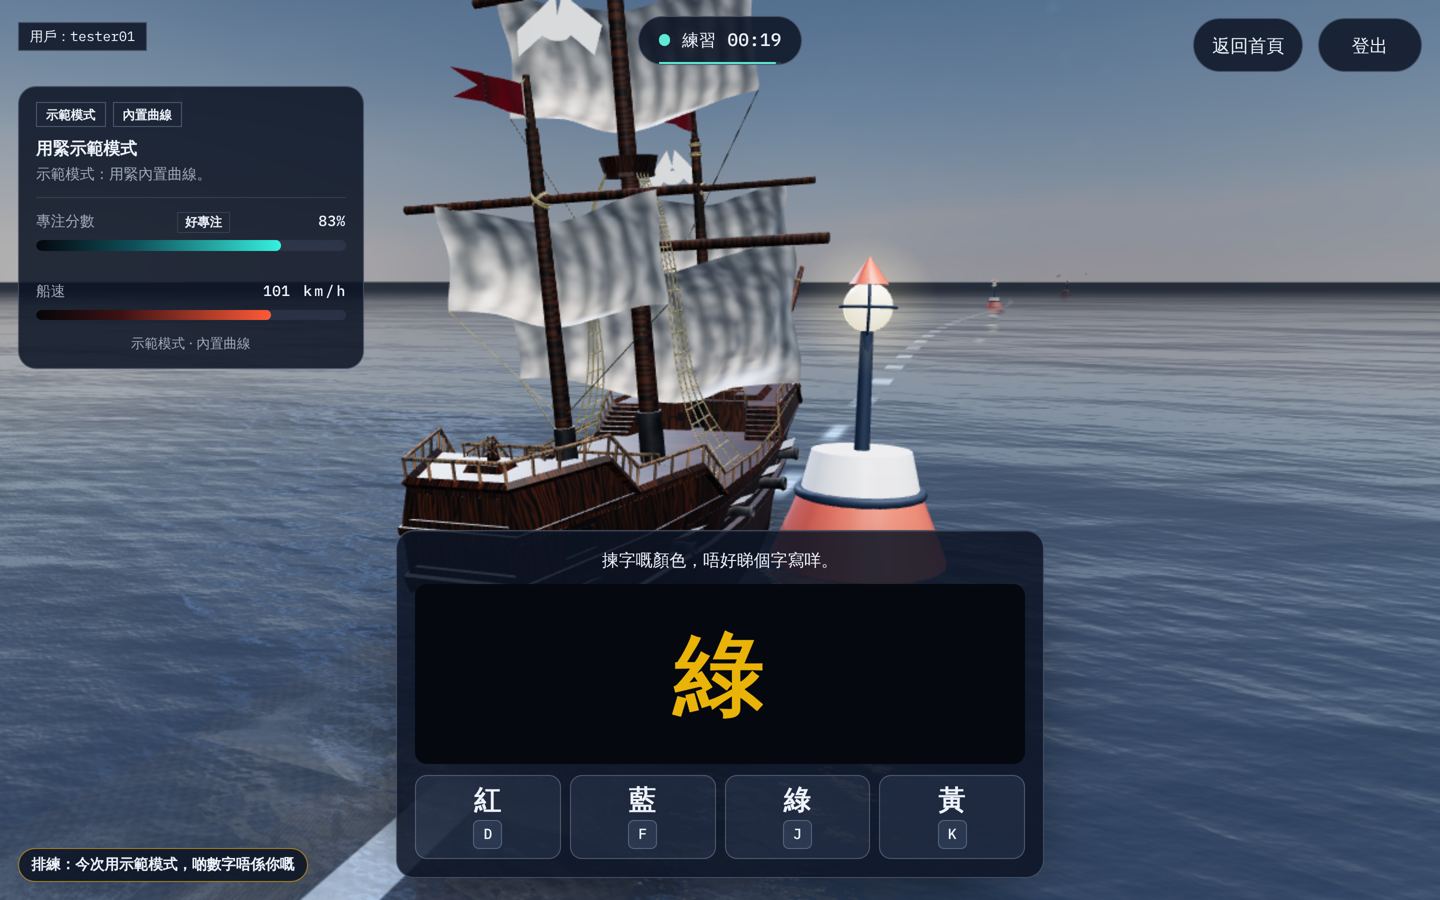 用戶：tester01
練習 00:19
返回首頁
登出
示範模式 內置曲線
用緊示範模式
示範模式：用緊內置曲線。
專注分數 好專注 83%
船速 101 km/h
示範模式 · 內置曲線
揀字嘅顏色，唔好睇個字寫咩。
綠
紅 藍 綠 黃
D F J K
排練：今次用示範模式，啲數字唔係你嘅